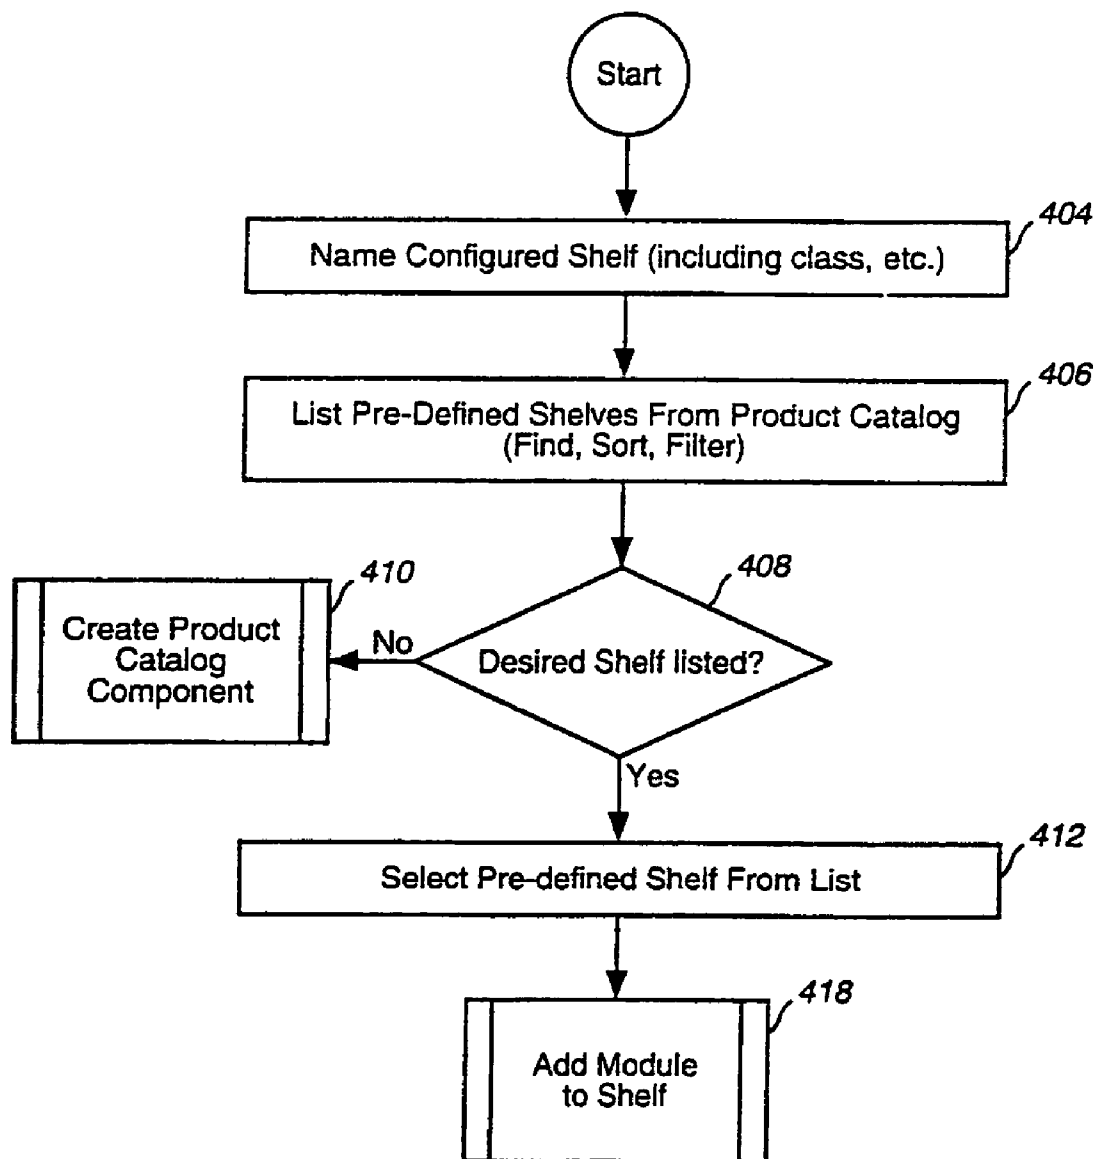 Start
404
Name Configured Shelf (including class, etc.)
406
List Pre-Defined Shelves From Product Catalog
(Find, Sort, Filter)
408
Desired Shelf listed?
410
Create Product
Catalog
Component
No
Yes
412
Select Pre-defined Shelf From List
418
Add Module
to Shelf